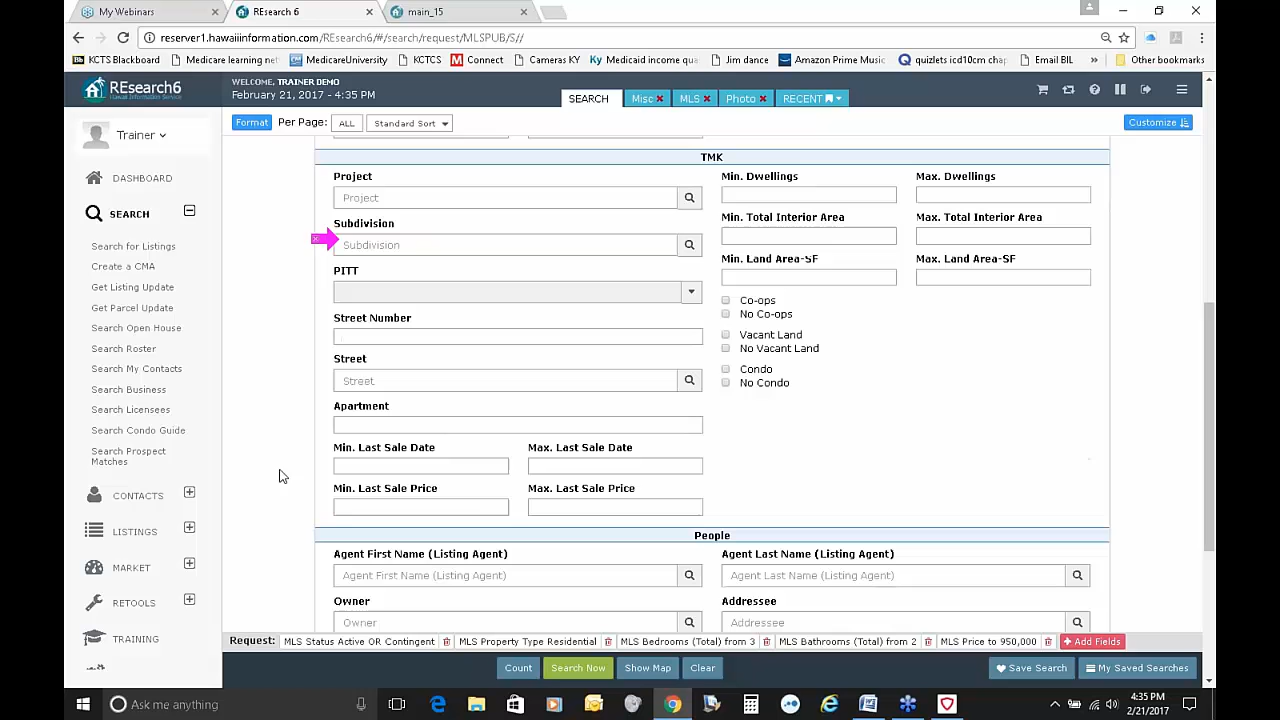 My Webinars
REsearch 6
main_15
reserver1.hawaiiinformation.com/REsearch6/#/search/request/MLSPUB/S//
Bb KCTS Blackboard
Medicare learning net
MedicareUniversity
KCTCS
M Connect
Cameras KY
Ky Medicaid income qua
Jim dance
Amazon Prime Music
Q quizlets icd10cm chap
Email BIL
»
Other bookmarks
REsearch6
Hawaii Information Service
WELCOME, TRAINER DEMO
February 21, 2017 - 4:35 PM
SEARCH
Misc
MLS
Photo
RECENT
Trainer
Format
Per Page:
ALL
Standard Sort
Customize
DASHBOARD
SEARCH
Search for Listings
Create a CMA
Get Listing Update
Get Parcel Update
Search Open House
Search Roster
Search My Contacts
Search Business
Search Licensees
Search Condo Guide
Search Prospect
Matches
CONTACTS
LISTINGS
MARKET
RETOOLS
TRAINING
TMK
Project
Project
Subdivision
Subdivision
PITT
Street Number
Street
Street
Apartment
Min. Last Sale Date
Max. Last Sale Date
Min. Last Sale Price
Max. Last Sale Price
Min. Dwellings
Max. Dwellings
Min. Total Interior Area
Max. Total Interior Area
Min. Land Area-SF
Max. Land Area-SF
Co-ops
No Co-ops
Vacant Land
No Vacant Land
Condo
No Condo
People
Agent First Name (Listing Agent)
Agent First Name (Listing Agent)
Agent Last Name (Listing Agent)
Agent Last Name (Listing Agent)
Owner
Owner
Addressee
Addressee
Request:
MLS Status Active OR Contingent
MLS Property Type Residential
MLS Bedrooms (Total) from 3
MLS Bathrooms (Total) from 2
MLS Price to 950,000
+ Add Fields
Count
Search Now
Show Map
Clear
Save Search
My Saved Searches
Ask me anything
4:35 PM
2/21/2017